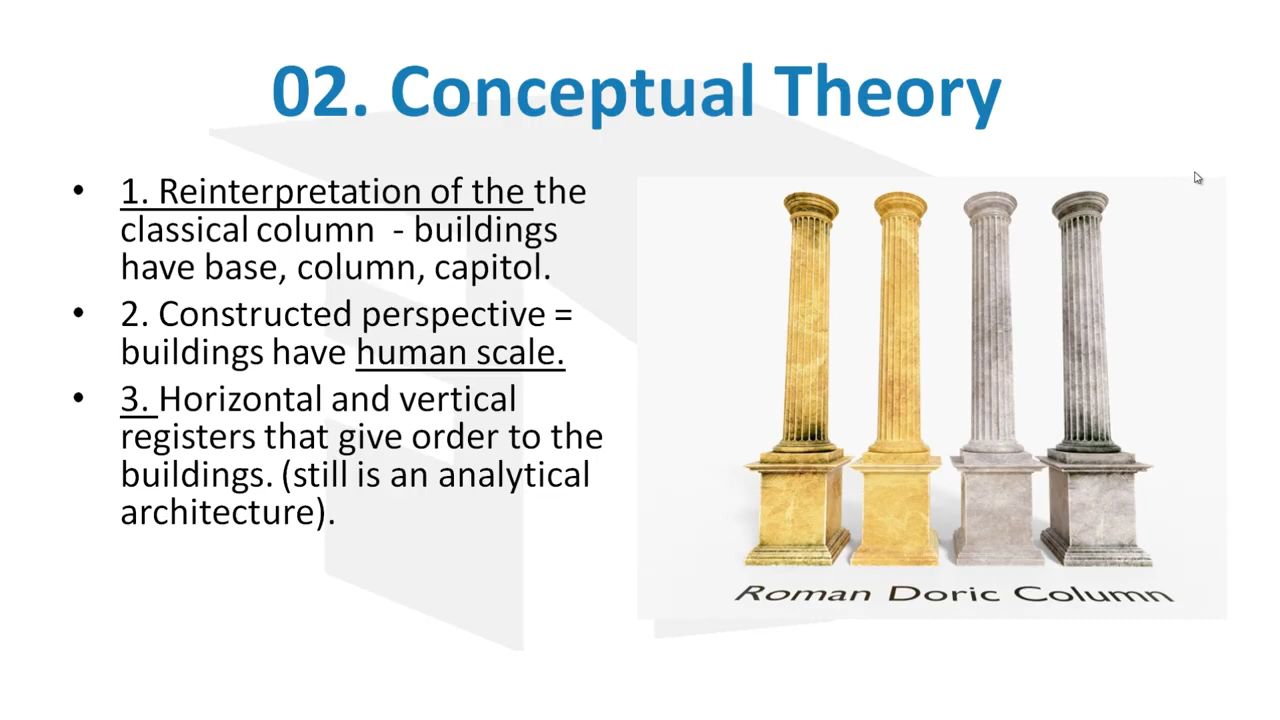 02. Conceptual Theory
• 1. Reinterpretation of the the
classical column - buildings
have base, column, capitol.
• 2. Constructed perspective =
buildings have human scale.
• 3. Horizontal and vertical
registers that give order to the
buildings. (still is an analytical
architecture).
Roman Doric Column